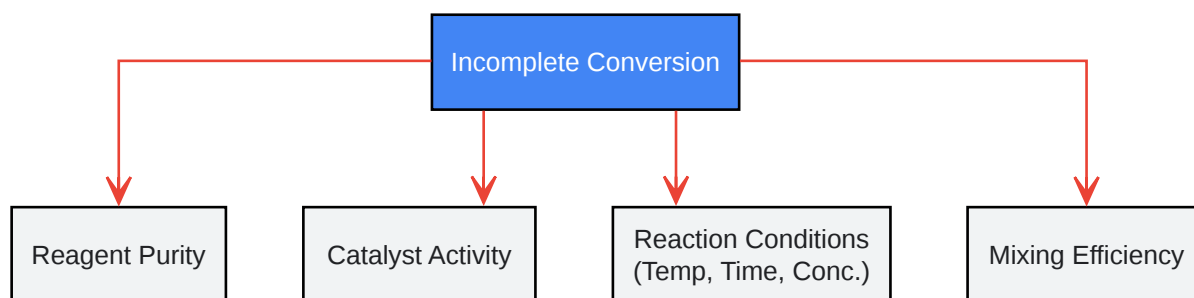 Incomplete Conversion
Reagent Purity
Catalyst Activity
Reaction Conditions
(Temp, Time, Conc.)
Mixing Efficiency